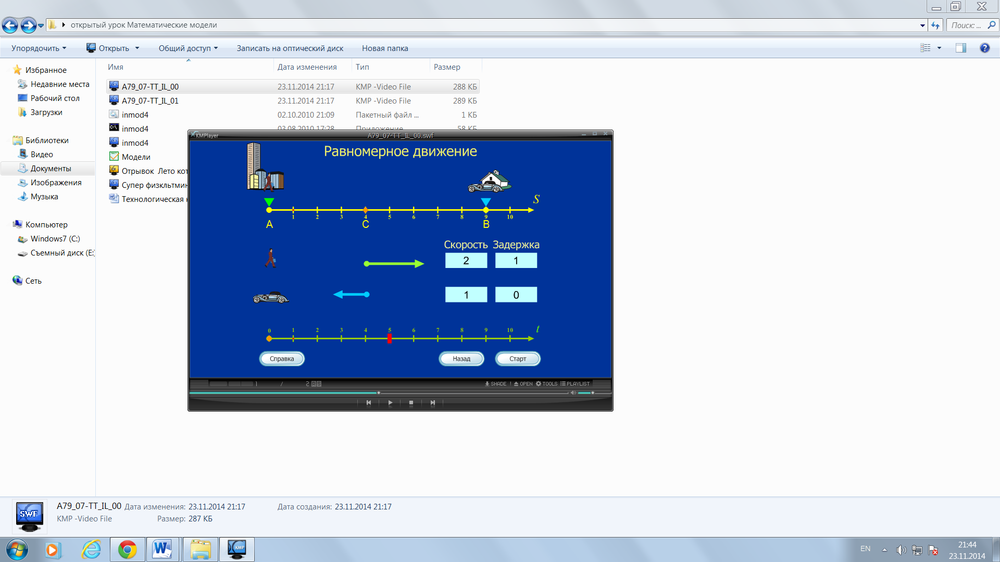 открытый урок Математические модели
Поиск: ...
Упорядочить Открыть Общий доступ Записать на оптический диск Новая папка
Имя Дата изменения Тип Размер
Избранное
Недавние места
Рабочий стол
Загрузки
Библиотеки
Видео
Документы
Изображения
Музыка
Компьютер
Windows7 (C:)
Съемный диск (E:)
Сеть
A79_07-TT_IL_00 23.11.2014 21:17 KMP -Video File 288 КБ
A79_07-TT_IL_01 23.11.2014 21:17 KMP -Video File 289 КБ
inmod4 02.10.2010 21:09 Пакетный файл ... 1 КБ
inmod4 03.08.2010 17:28 Приложение 58 КБ
inmod4
Модели
Отрывок Лето кот
Супер физкльтмин
Технологическая к
KMPlayer A79_07-TT_IL_00.swf
Равномерное движение
S
1 2 3 4 5 6 7 8 9 10
A C B
Скорость Задержка
2 1
1 0
0 1 2 3 4 5 6 7 8 9 10 t
Справка Назад Старт
1 / 2 R S SHADE OPEN TOOLS PLAYLIST
SWF
A79_07-TT_IL_00 Дата изменения: 23.11.2014 21:17 Дата создания: 23.11.2014 21:17
KMP -Video File Размер: 287 КБ
KMP
EN
21:44
23.11.2014